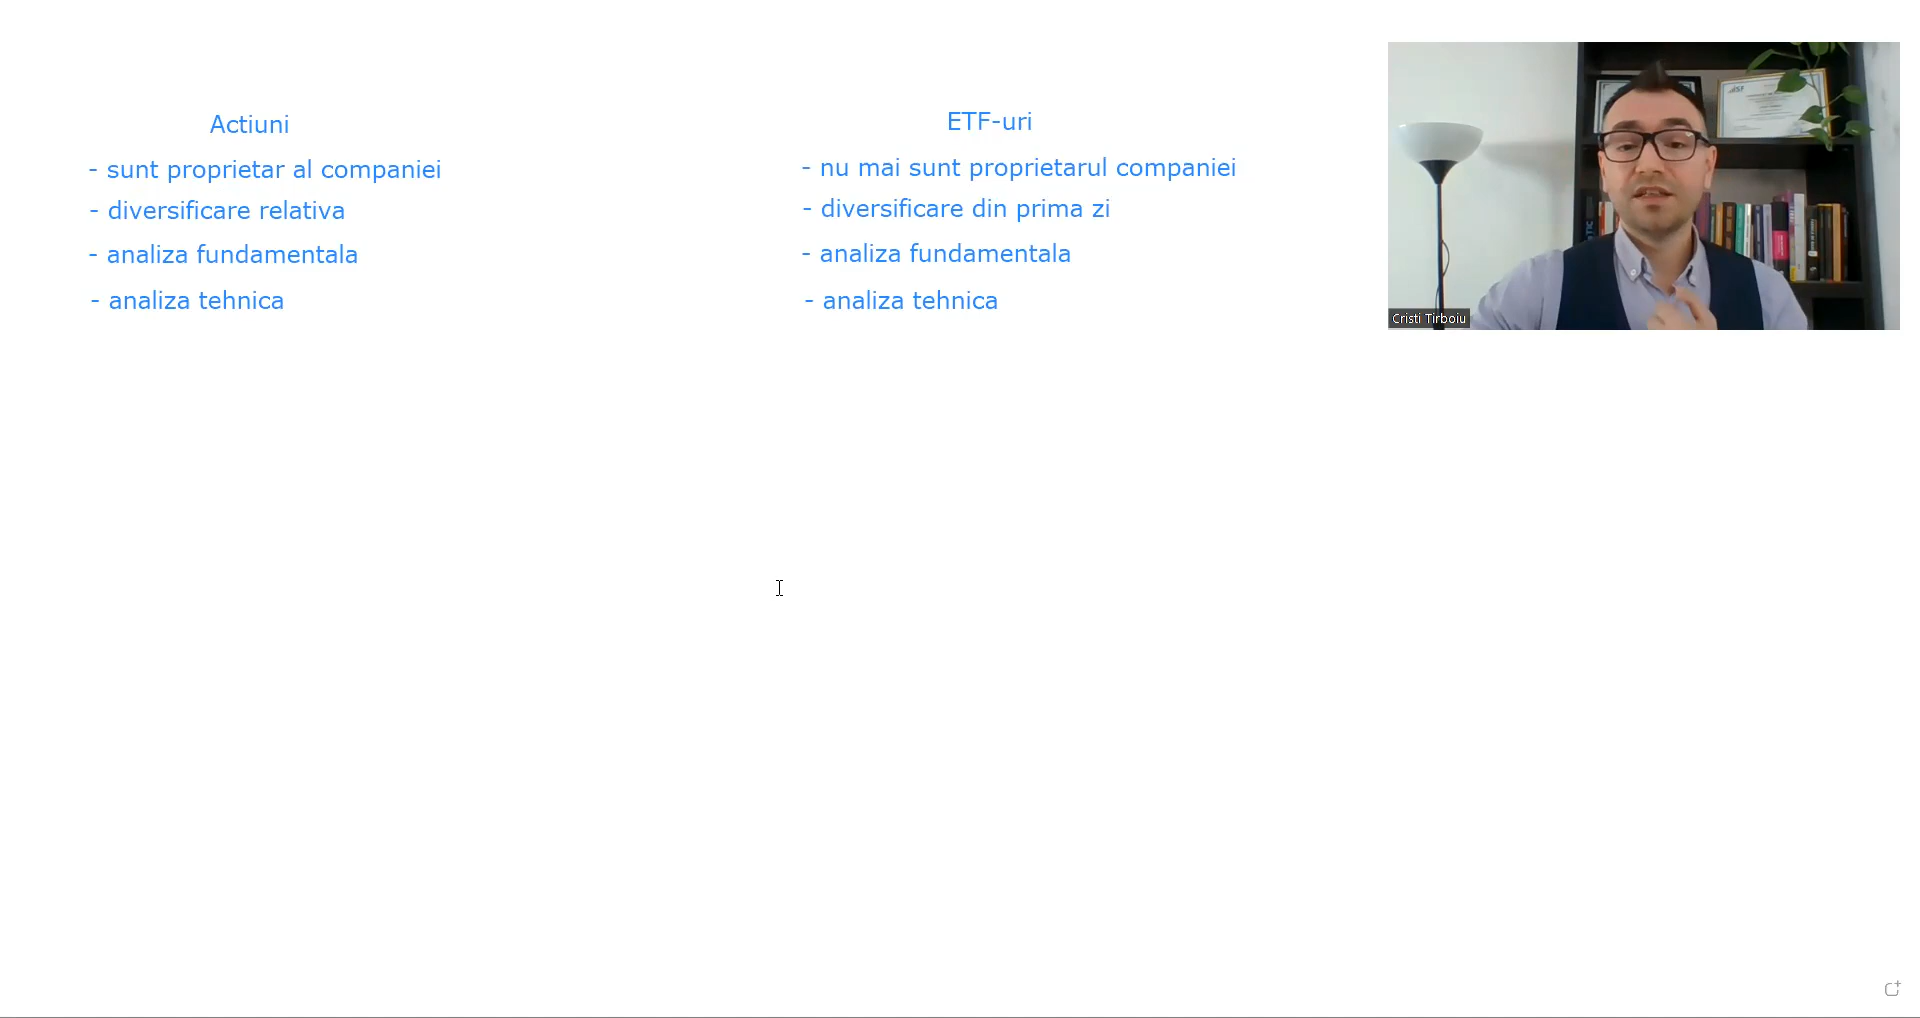 Actiuni
- sunt proprietar al companiei
- diversificare relativa
- analiza fundamentala
- analiza tehnica
ETF-uri
- nu mai sunt proprietarul companiei
- diversificare din prima zi
- analiza fundamentala
- analiza tehnica
Cristi Tirboiu